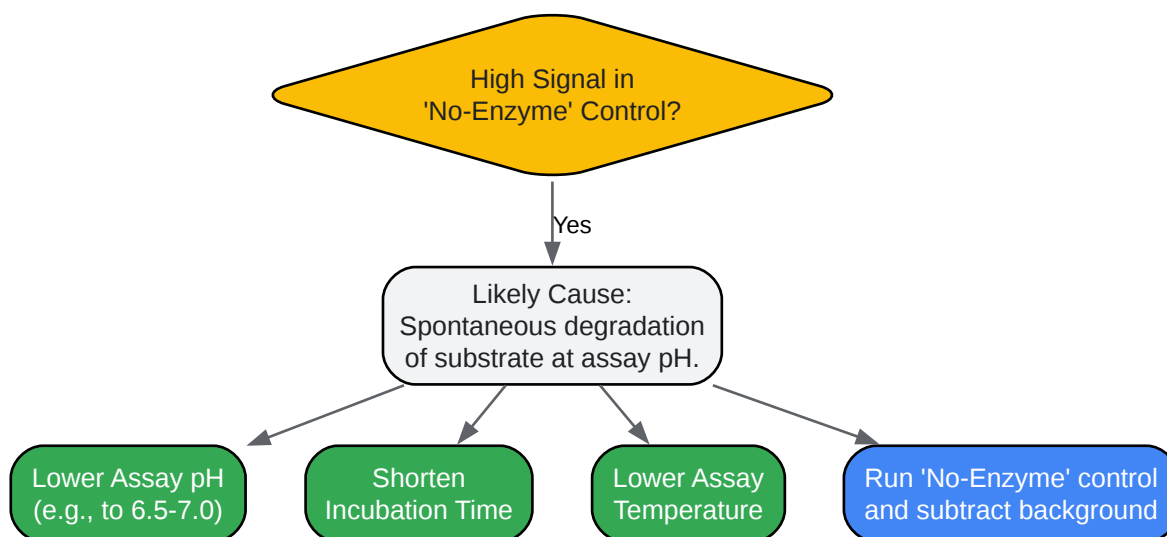 High Signal in
'No-Enzyme' Control?
Yes
Likely Cause:
Spontaneous degradation
of substrate at assay pH.
Lower Assay pH
(e.g., to 6.5-7.0)
Shorten
Incubation Time
Lower Assay
Temperature
Run 'No-Enzyme' control
and subtract background